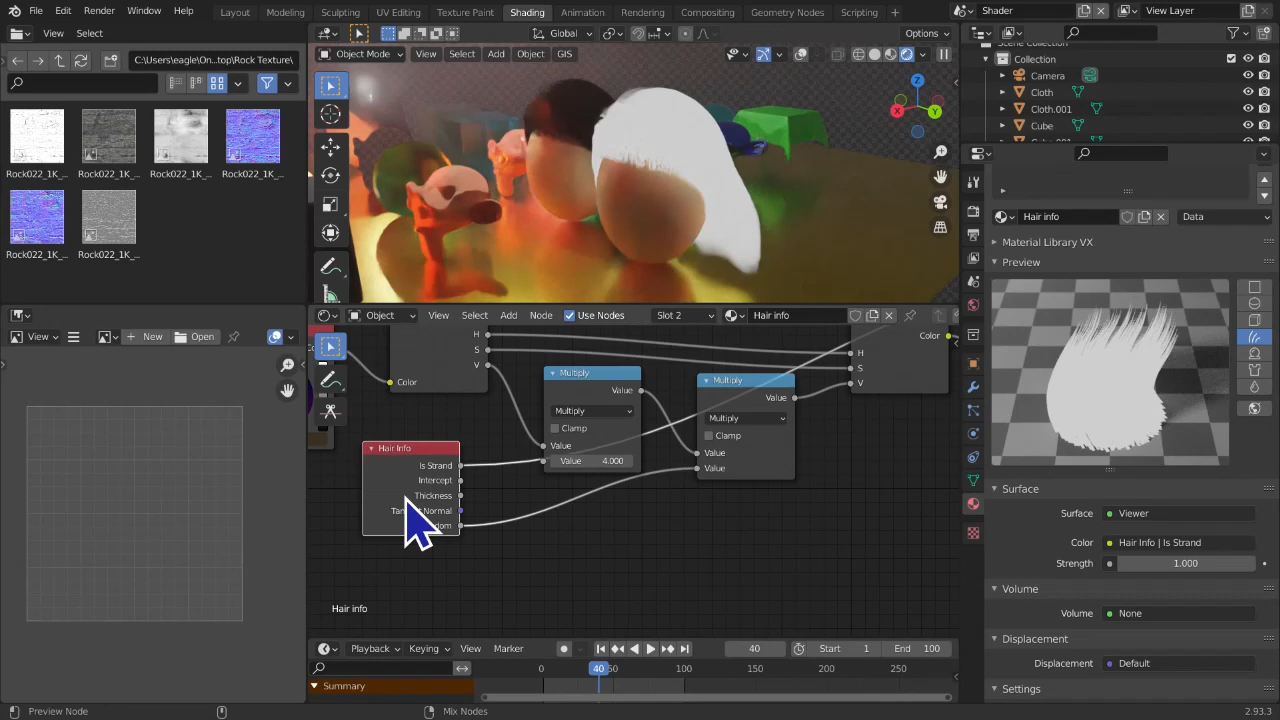 File Edit Render Window Help Layout Modeling Sculpting UV Editing Texture Paint Shading Animation Rendering Compositing Geometry Nodes Scripting + Shader View Layer
View Select Global Options
C:\Users\eagle\On...top\Rock Texture\
Object Mode View Select Add Object GIS
Collection
Camera
Cloth
Cloth.001
Cube
Z
X
Y
Rock022_1K_... Rock022_1K_... Rock022_1K_... Rock022_1K_...
Rock022_1K_... Rock022_1K_...
Hair info Data
Material Library VX
Preview
View New Open
Object View Select Add Node Use Nodes Slot 2 Hair info
H
S
V
Color
Color
H
S
V
Multiply
Value
Multiply
Clamp
Value
Value 4.000
Multiply
Value
Multiply
Clamp
Value
Value
Hair Info
Is Strand
Intercept
Thickness
Hair info
Surface
Surface Viewer
Color Hair Info | Is Strand
Strength 1.000
Volume
Volume None
Displacement
Displacement Default
Settings
Playback Keying View Marker 40 Start 1 End 100
0 40 50 100 150 200 250
Summary
Preview Node Mix Nodes 2.93.3